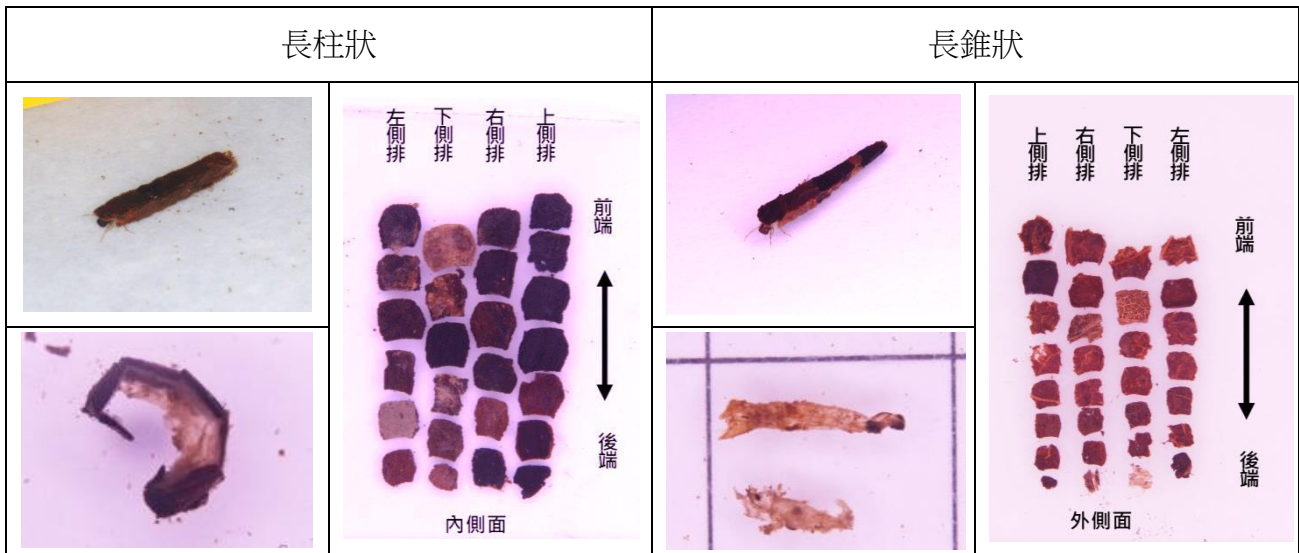 長柱狀
長錐狀
左側排
下側排
右側排
上側排
前端
後端
內側面
上側排
右側排
下側排
左側排
前端
後端
外側面